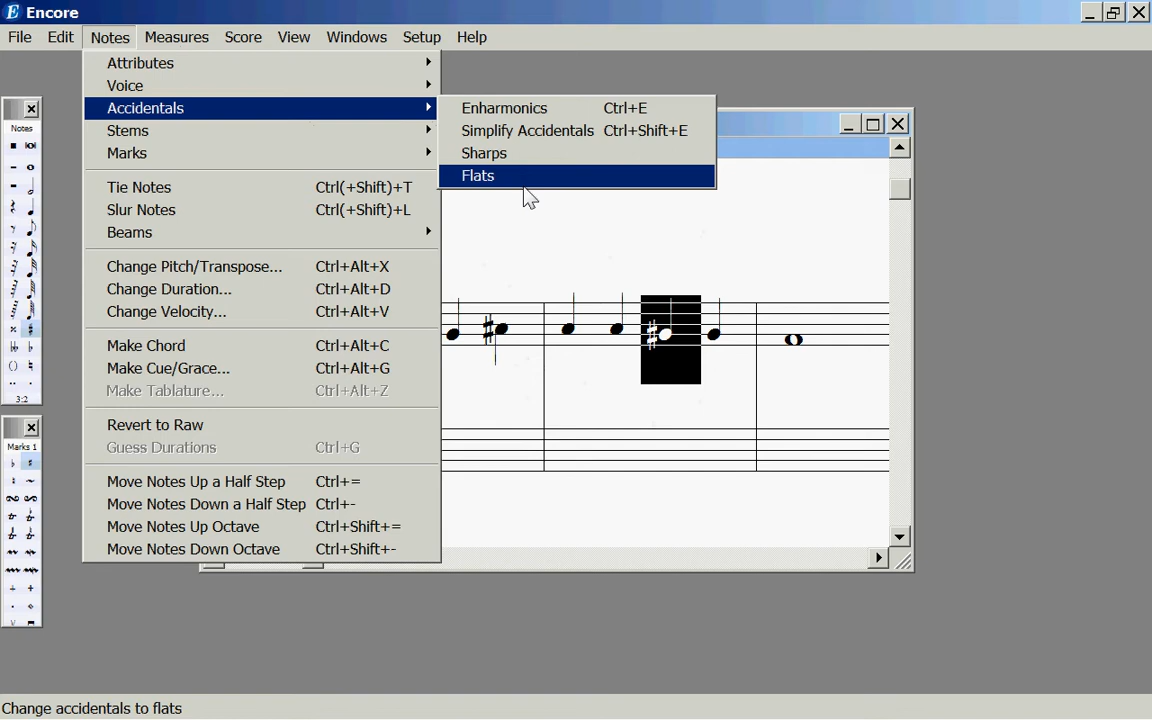 Encore
File Edit Notes Measures Score View Windows Setup Help
Attributes
Voice
Accidentals
Stems
Marks
Tie Notes Ctrl(+Shift)+T
Slur Notes Ctrl(+Shift)+L
Beams
Change Pitch/Transpose... Ctrl+Alt+X
Change Duration... Ctrl+Alt+D
Change Velocity... Ctrl+Alt+V
Make Chord Ctrl+Alt+C
Make Cue/Grace... Ctrl+Alt+G
Make Tablature... Ctrl+Alt+Z
Revert to Raw
Guess Durations Ctrl+G
Move Notes Up a Half Step Ctrl+=
Move Notes Down a Half Step Ctrl+-
Move Notes Up Octave Ctrl+Shift+=
Move Notes Down Octave Ctrl+Shift+-
Enharmonics Ctrl+E
Simplify Accidentals Ctrl+Shift+E
Sharps
Flats
Notes
3:2
Marks 1
Change accidentals to flats